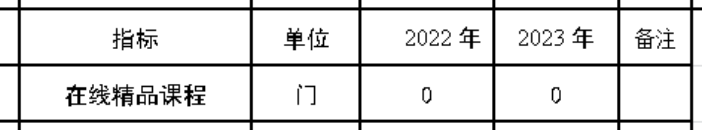 指标 单位 2022 年 2023 年 备注
在线精品课程 门 0 0